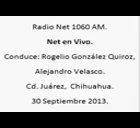 Radio Net 1060 AM.
Net en Vivo.
Conduce: Rogelio González Quiroz,
Alejandro Velasco.
Cd. Juárez, Chihuahua.
30 Septiembre 2013.